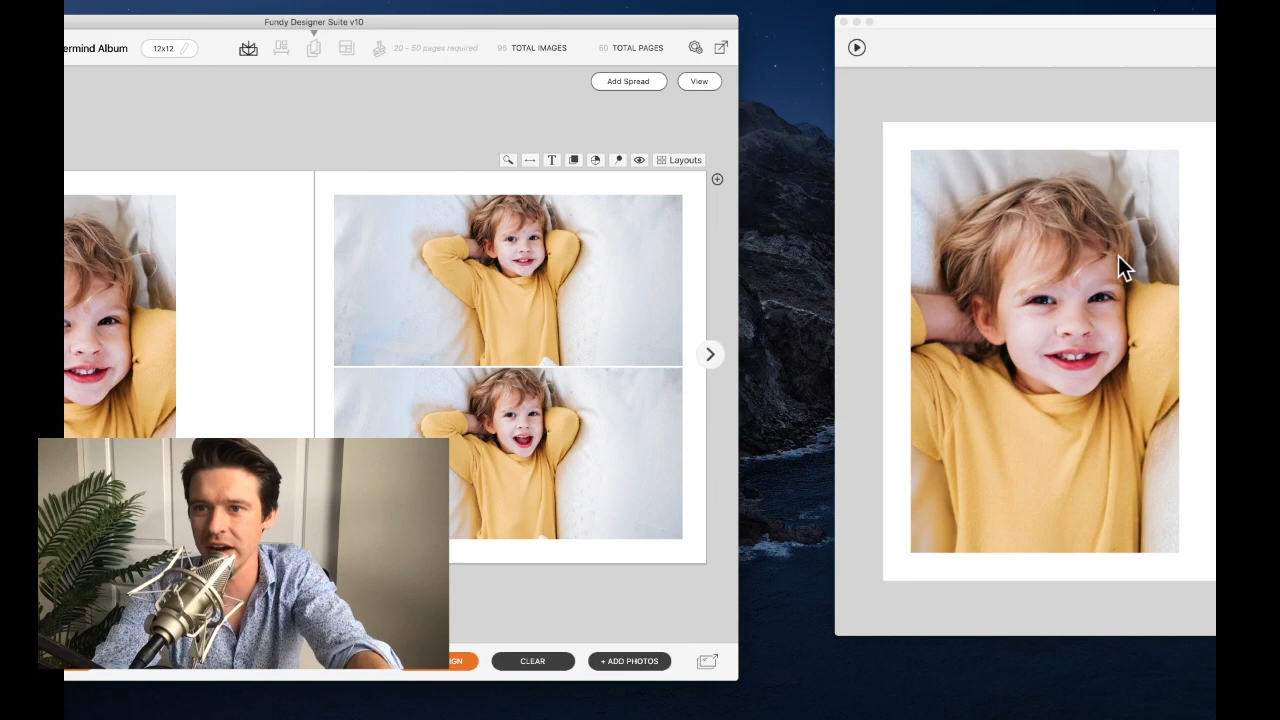 Fundy Designer Suite v10
ermind Album
12x12
20 - 50 pages required
96 TOTAL IMAGES
60 TOTAL PAGES
Add Spread
View
T
Layouts
IGN
CLEAR
+ ADD PHOTOS